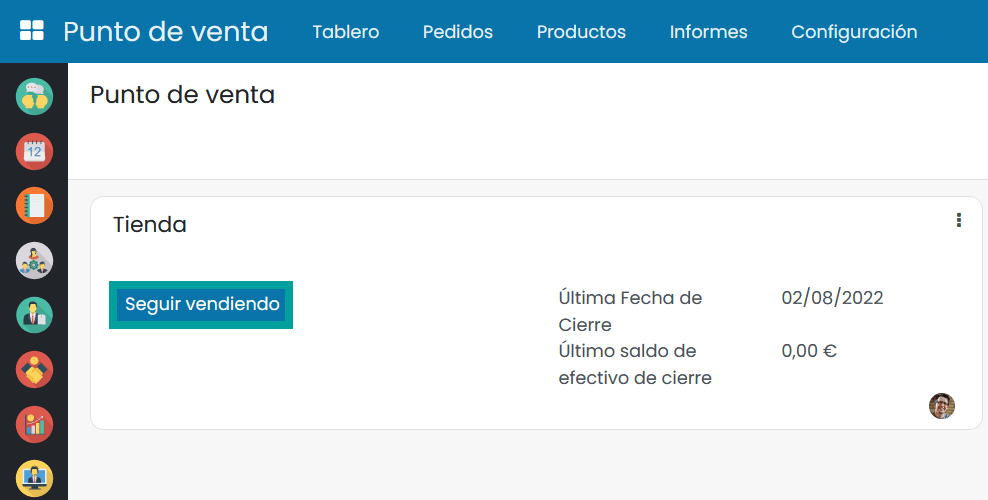 Punto de venta Tablero Pedidos Productos Informes Configuración
Punto de venta
12
Tienda
Seguir vendiendo
Última Fecha de 02/08/2022
Cierre
Último saldo de 0,00 €
efectivo de cierre